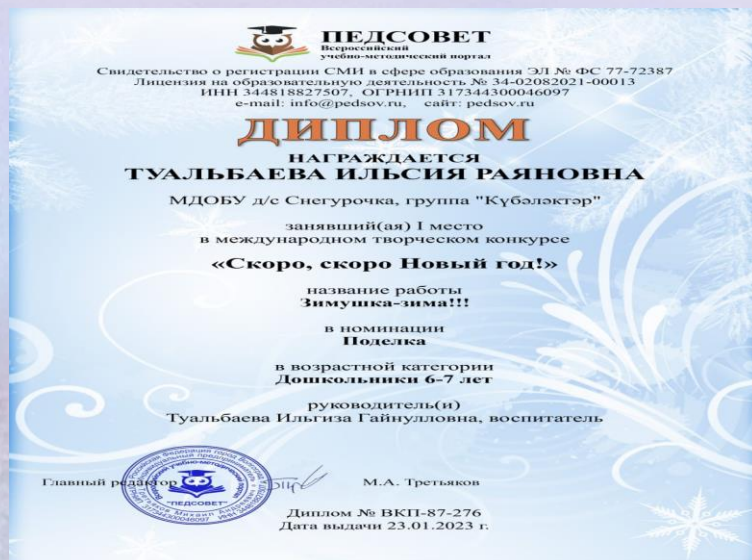 ПЕДСОВЕТ
Всероссийский
учебно-методический портал
Свидетельство о регистрации СМИ в сфере образования ЭЛ № ФС 77-72387
Лицензия на образовательную деятельность № 34-02082021-00013
ИНН 344818827507, ОГРНИП 317344300046097
e-mail: info@pedsov.ru, сайт: pedsov.ru
ДИПЛОМ
НАГРАЖДАЕТСЯ
ТУАЛЬБАЕВА ИЛЬСИЯ РАЯНОВНА
МДОБУ д/с Снегурочка, группа "Күбәләктәр"
занявший(ая) I место
в международном творческом конкурсе
«Скоро, скоро Новый год!»
название работы
Зимушка-зима!!!
в номинации
Поделка
в возрастной категории
Дошкольники 6-7 лет
руководитель(и)
Туальбаева Ильгиза Гайнулловна, воспитатель
Главный редактор
"ПЕДСОВЕТ"
М.А. Третьяков
Диплом № ВКП-87-276
Дата выдачи 23.01.2023 г.